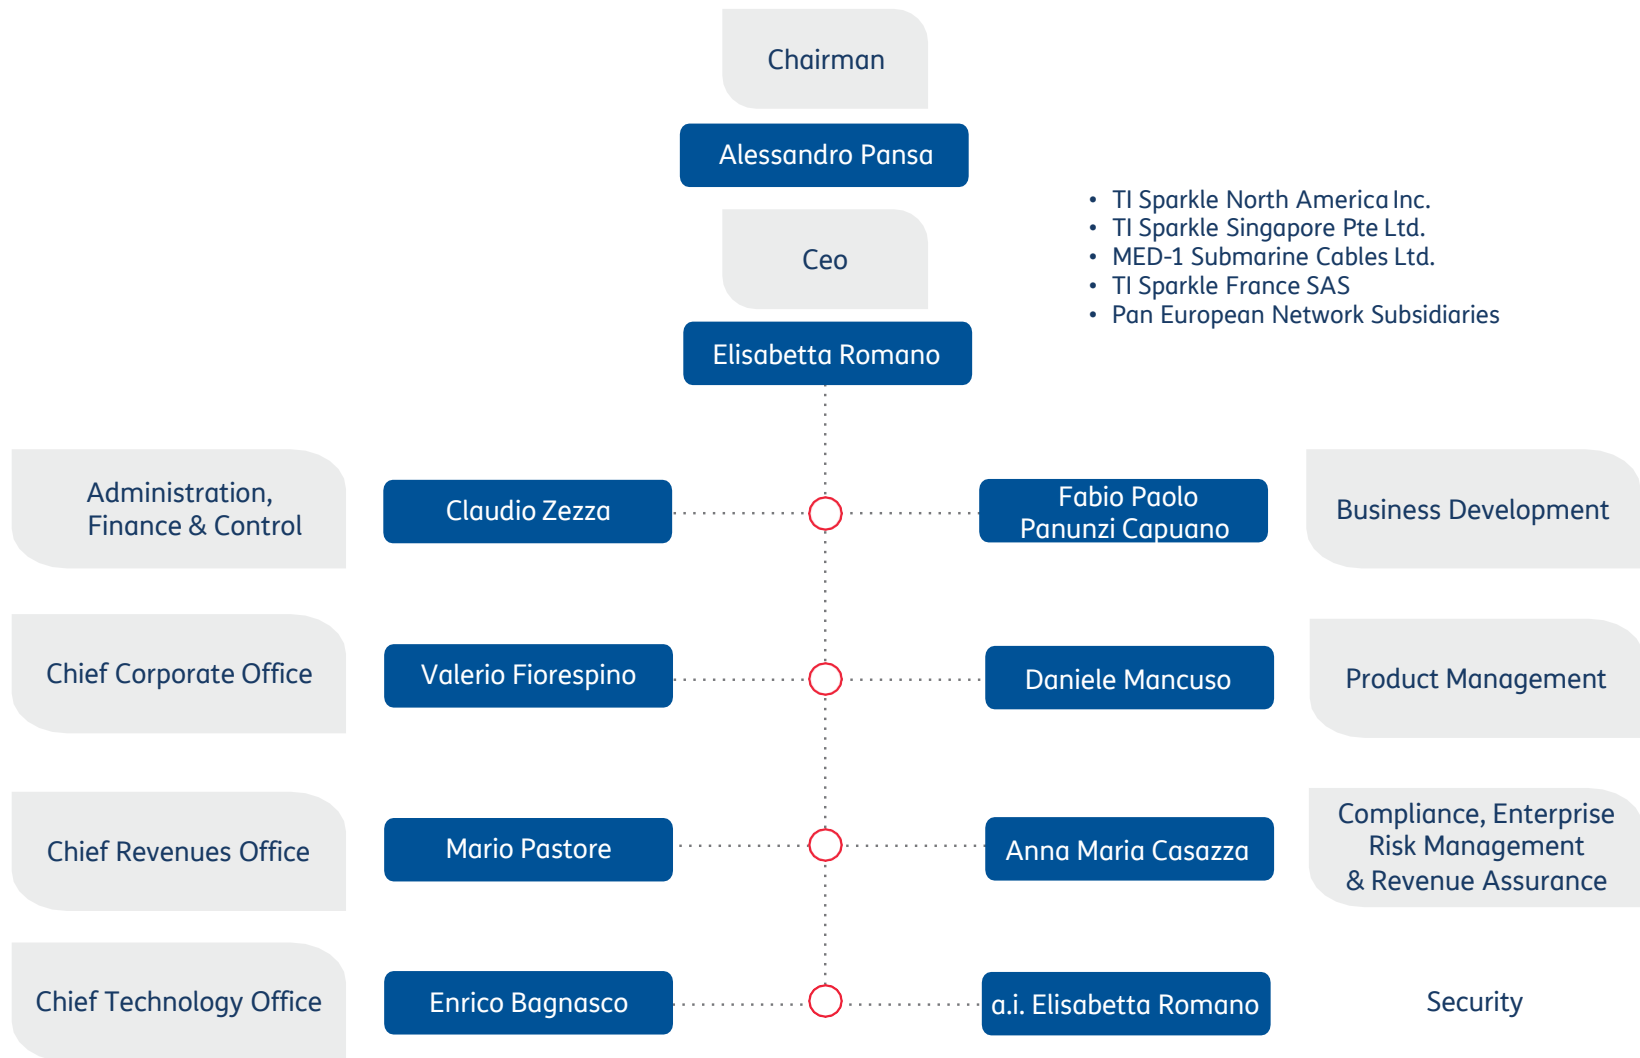 Chairman
Alessandro Pansa
• TI Sparkle North America Inc.
• TI Sparkle Singapore Pte Ltd.
• MED-1 Submarine Cables Ltd.
• TI Sparkle France SAS
• Pan European Network Subsidiaries
Ceo
Elisabetta Romano
Administration,
Finance & Control
Claudio Zezza
Fabio Paolo
Panunzi Capuano
Business Development
Chief Corporate Office
Valerio Fiorespino
Daniele Mancuso
Product Management
Chief Revenues Office
Mario Pastore
Anna Maria Casazza
Compliance, Enterprise
Risk Management
& Revenue Assurance
Chief Technology Office
Enrico Bagnasco
a.i. Elisabetta Romano
Security